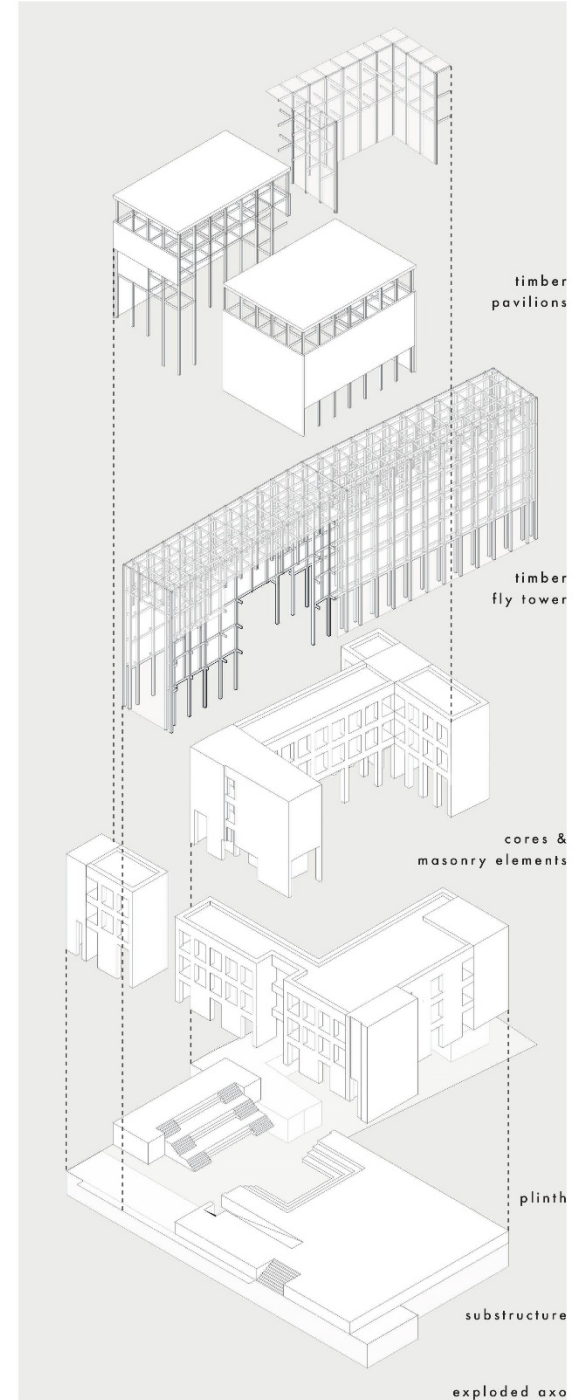 timber
pavilions
timber
fly tower
cores &
masonry elements
plinth
substructure
exploded axo